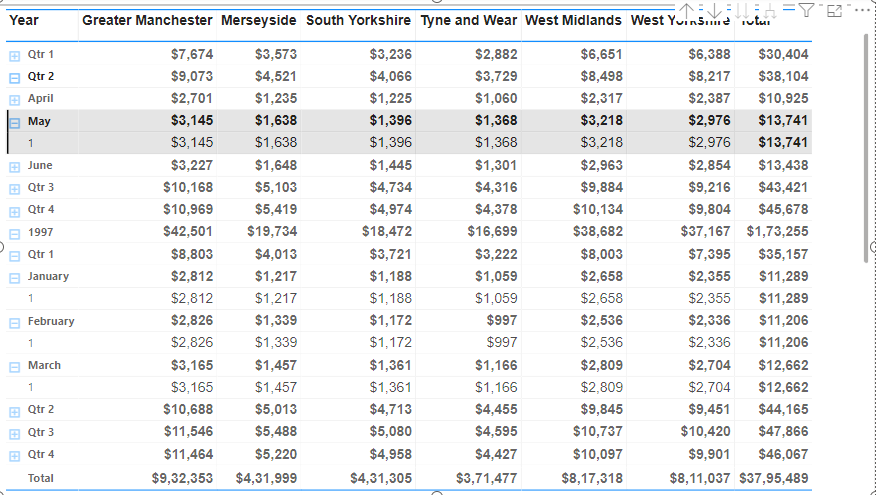 Year Greater Manchester Merseyside South Yorkshire Tyne and Wear West Midlands West Yorkshire Total
Qtr 1 $7,674 $3,573 $3,236 $2,882 $6,651 $6,388 $30,404
Qtr 2 $9,073 $4,521 $4,066 $3,729 $8,498 $8,217 $38,104
April $2,701 $1,235 $1,225 $1,060 $2,317 $2,387 $10,925
May $3,145 $1,638 $1,396 $1,368 $3,218 $2,976 $13,741
1 $3,145 $1,638 $1,396 $1,368 $3,218 $2,976 $13,741
June $3,227 $1,648 $1,445 $1,301 $2,963 $2,854 $13,438
Qtr 3 $10,168 $5,103 $4,734 $4,316 $9,884 $9,216 $43,421
Qtr 4 $10,969 $5,419 $4,974 $4,378 $10,134 $9,804 $45,678
1997 $42,501 $19,734 $18,472 $16,699 $38,682 $37,167 $1,73,255
Qtr 1 $8,803 $4,013 $3,721 $3,222 $8,003 $7,395 $35,157
January $2,812 $1,217 $1,188 $1,059 $2,658 $2,355 $11,289
1 $2,812 $1,217 $1,188 $1,059 $2,658 $2,355 $11,289
February $2,826 $1,339 $1,172 $997 $2,536 $2,336 $11,206
1 $2,826 $1,339 $1,172 $997 $2,536 $2,336 $11,206
March $3,165 $1,457 $1,361 $1,166 $2,809 $2,704 $12,662
1 $3,165 $1,457 $1,361 $1,166 $2,809 $2,704 $12,662
Qtr 2 $10,688 $5,013 $4,713 $4,455 $9,845 $9,451 $44,165
Qtr 3 $11,546 $5,488 $5,080 $4,595 $10,737 $10,420 $47,866
Qtr 4 $11,464 $5,220 $4,958 $4,427 $10,097 $9,901 $46,067
Total $9,32,353 $4,31,999 $4,31,305 $3,71,477 $8,17,318 $8,11,037 $37,95,489